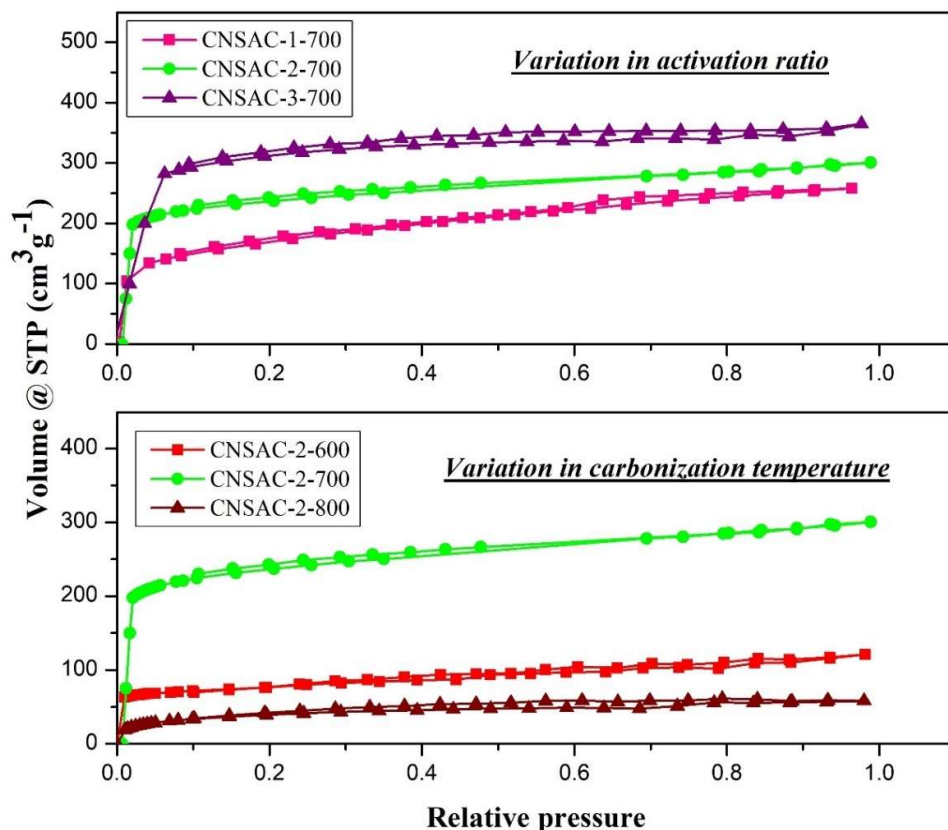 Volume @ STP (cm³g⁻¹)
500
400
300
200
100
0
CNSAC-1-700
CNSAC-2-700
CNSAC-3-700
Variation in activation ratio
0.0 0.2 0.4 0.6 0.8 1.0
400
300
200
100
0
CNSAC-2-600
CNSAC-2-700
CNSAC-2-800
Variation in carbonization temperature
0.0 0.2 0.4 0.6 0.8 1.0
Relative pressure